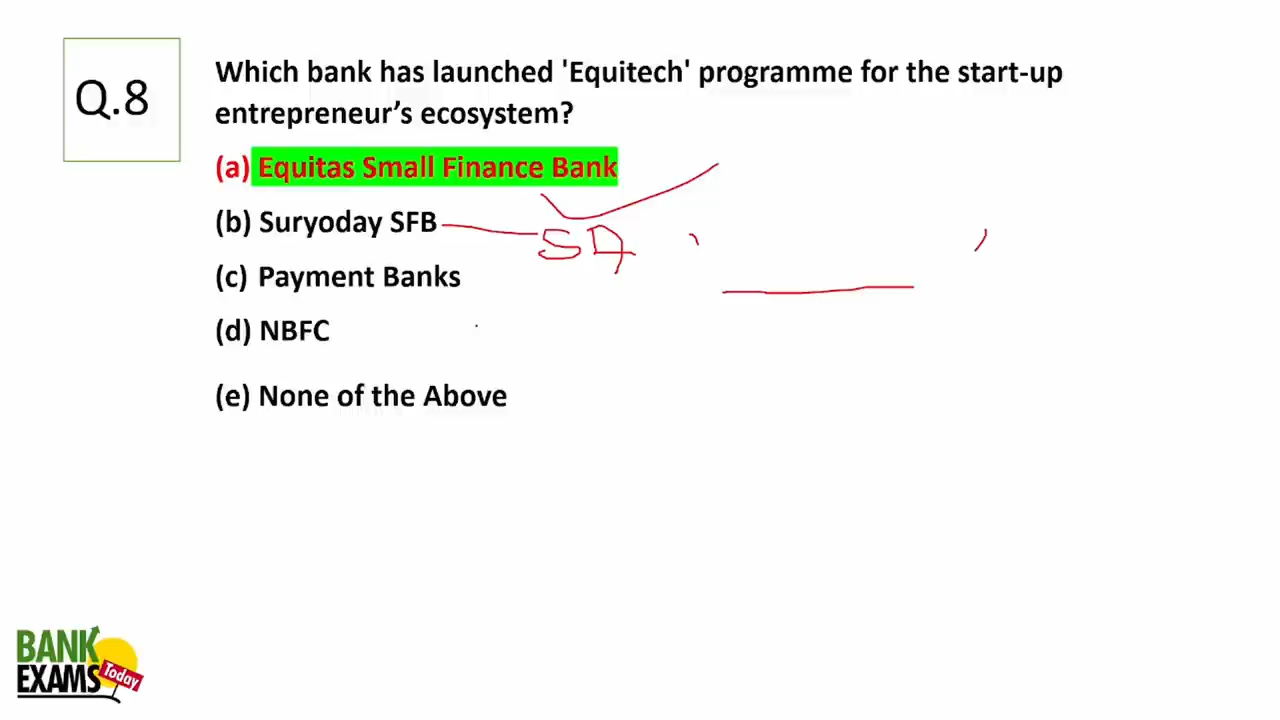 Q.8
Which bank has launched 'Equitech' programme for the start-up
entrepreneur’s ecosystem?
(a) Equitas Small Finance Bank
(b) Suryoday SFB
(c) Payment Banks
(d) NBFC
(e) None of the Above
BANK
EXAMS
Today